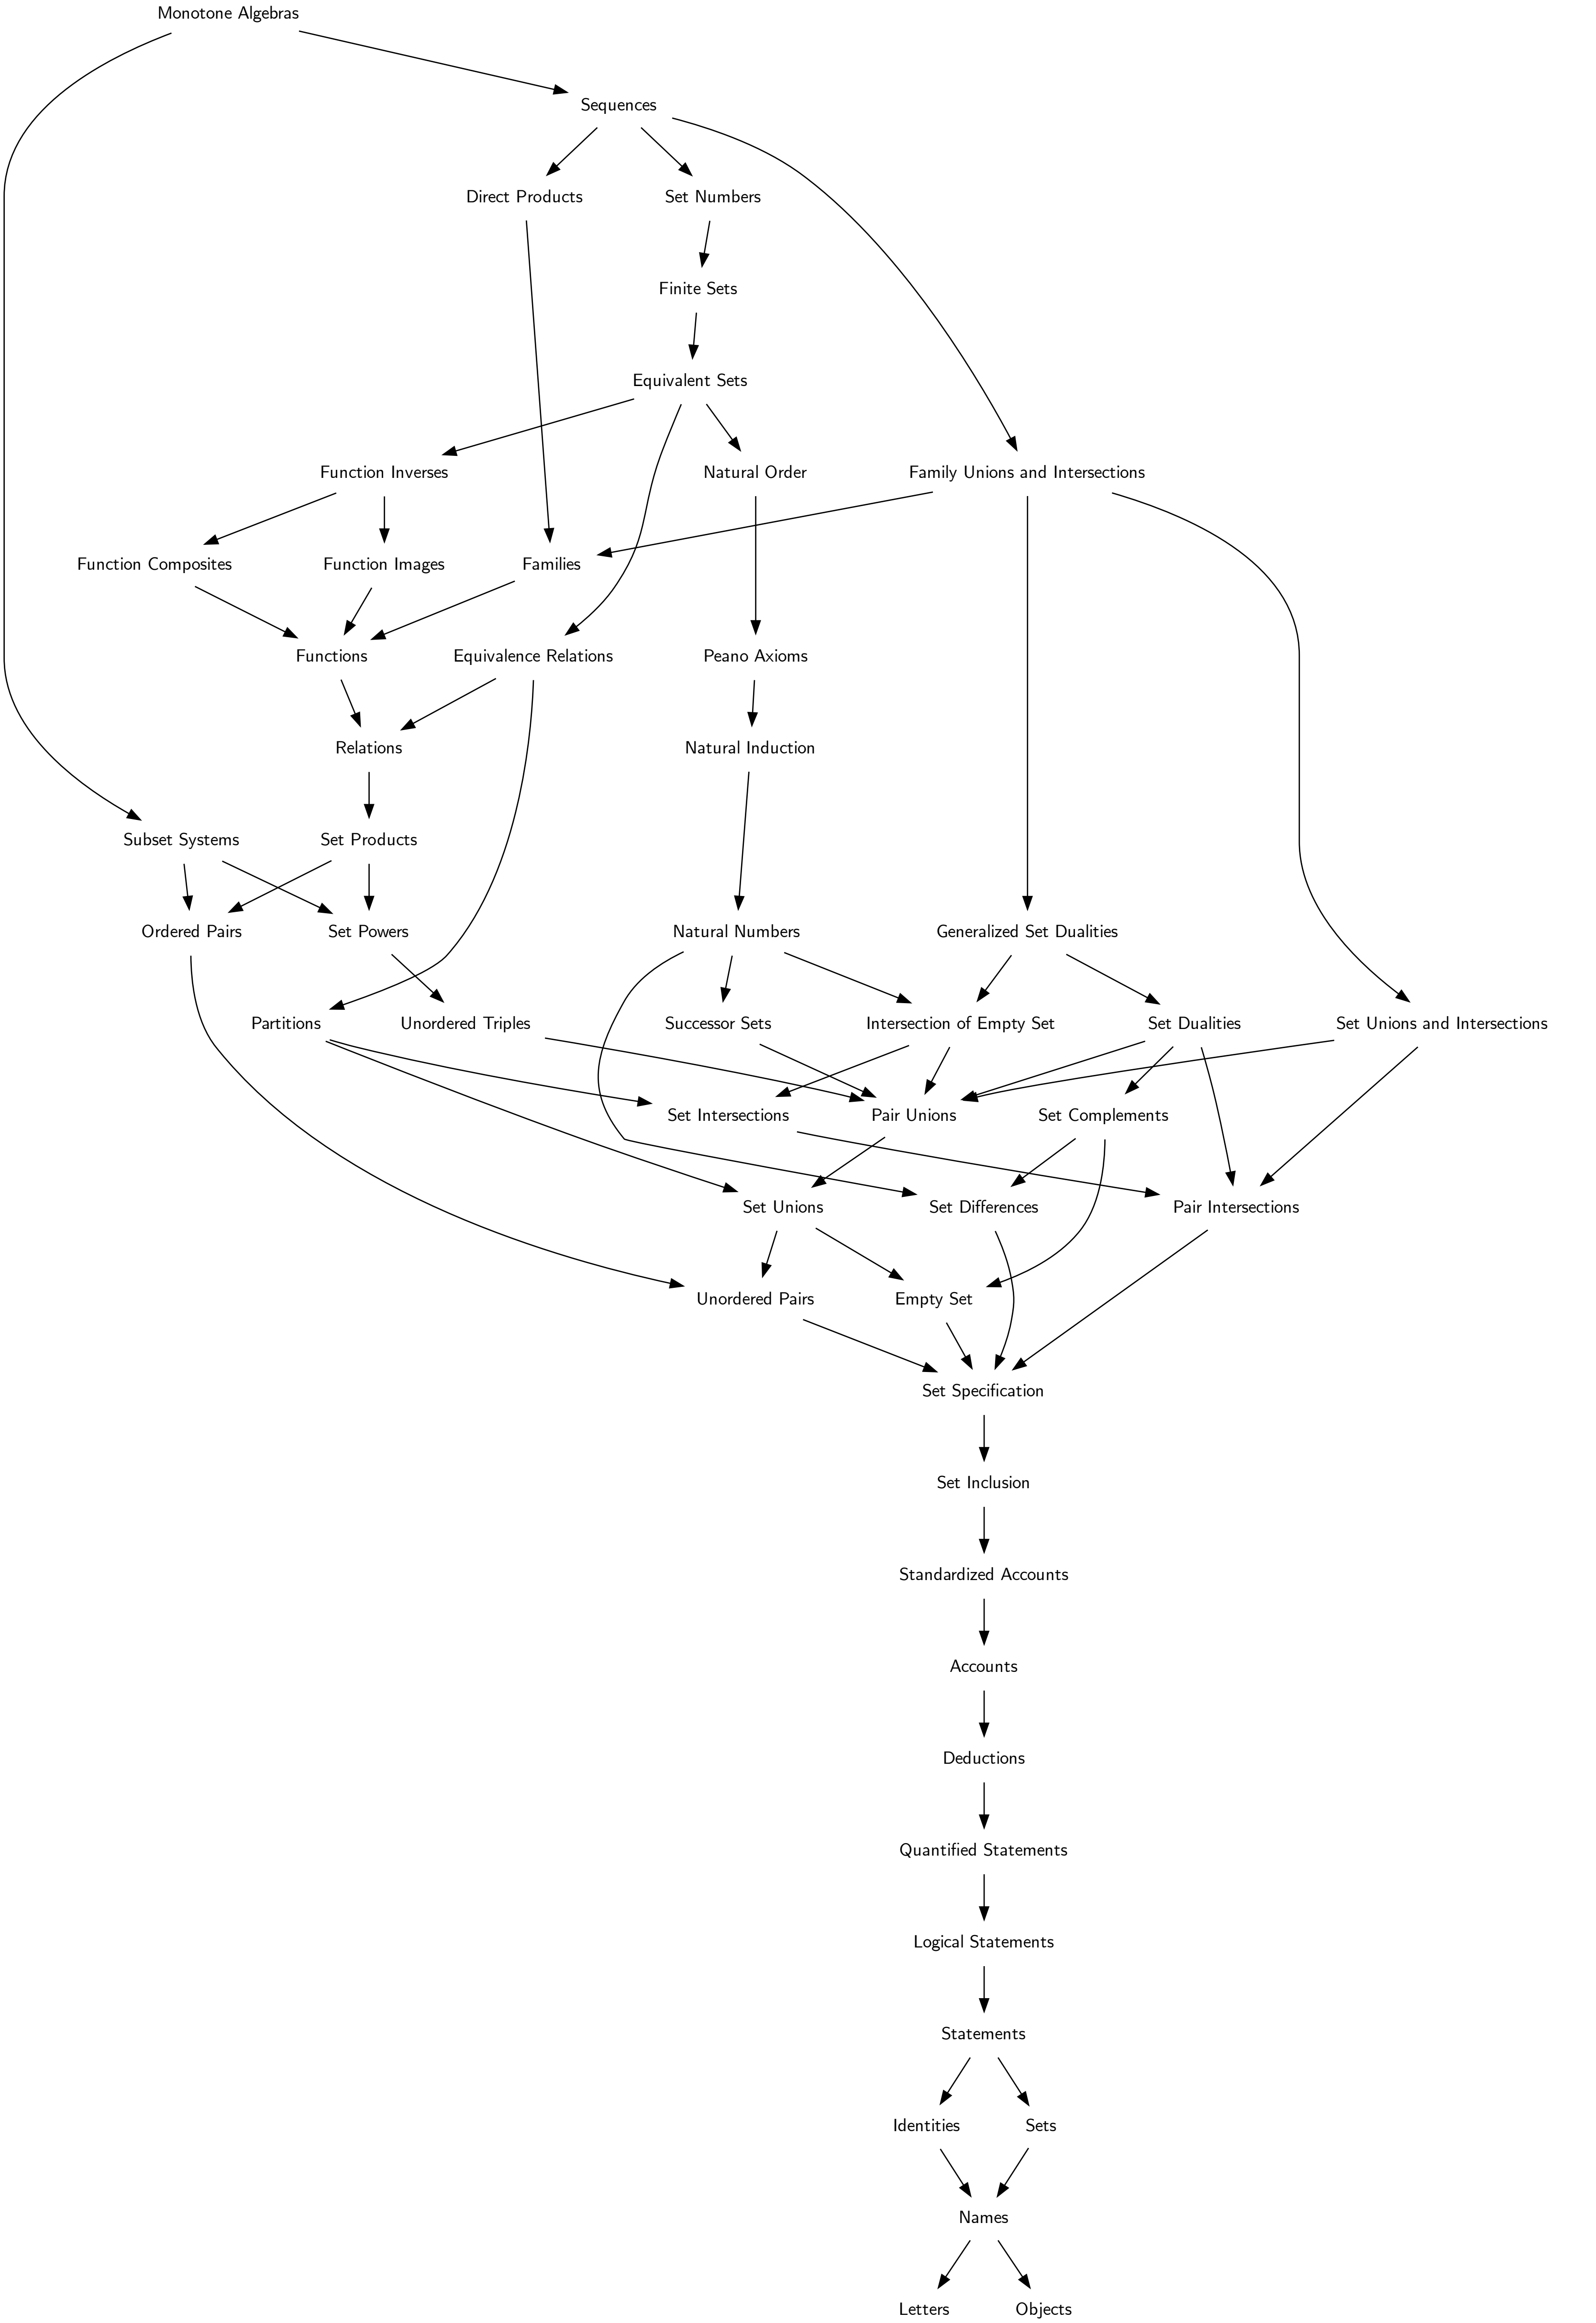 Monotone Algebras
Sequences
Direct Products
Set Numbers
Finite Sets
Equivalent Sets
Function Inverses
Natural Order
Family Unions and Intersections
Function Composites
Function Images
Families
Functions
Equivalence Relations
Peano Axioms
Relations
Natural Induction
Subset Systems
Set Products
Ordered Pairs
Set Powers
Natural Numbers
Generalized Set Dualities
Partitions
Unordered Triples
Successor Sets
Intersection of Empty Set
Set Dualities
Set Unions and Intersections
Set Intersections
Pair Unions
Set Complements
Set Unions
Set Differences
Pair Intersections
Unordered Pairs
Empty Set
Set Specification
Set Inclusion
Standardized Accounts
Accounts
Deductions
Quantified Statements
Logical Statements
Statements
Identities
Sets
Names
Letters
Objects